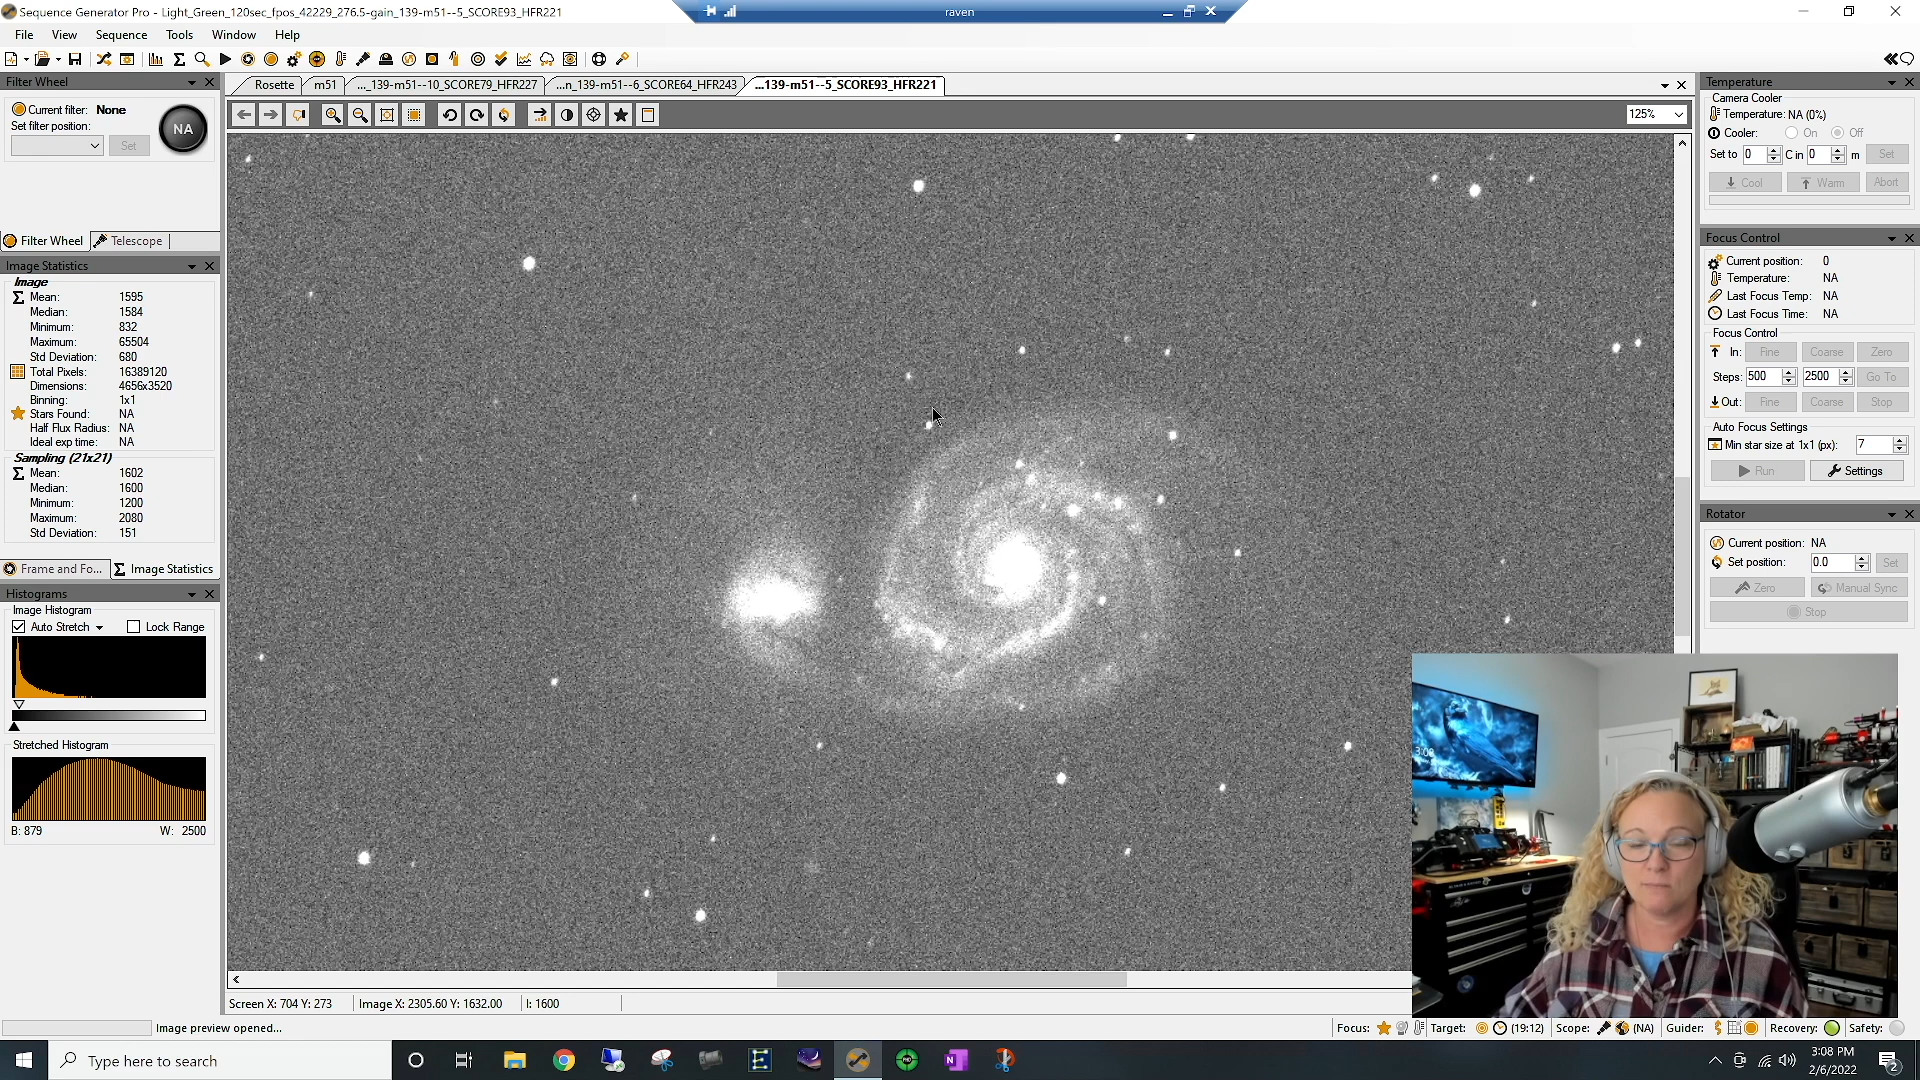 Sequence Generator Pro - Light_Green_120sec_fpos_42229_276.5-gain_139-m51--5_SCORE93_HFR221
raven
File View Sequence Tools Window Help
Filter Wheel
Current filter: None
Set filter position:
Set
NA
Filter Wheel Telescope
Rosette m51 ..._139-m51--10_SCORE79_HFR227 ...n_139-m51--6_SCORE64_HFR243 ...139-m51--5_SCORE93_HFR221
125%
Image Statistics
Image
Mean: 1595
Median: 1584
Minimum: 832
Maximum: 65504
Std Deviation: 680
Total Pixels: 16389120
Dimensions: 4656x3520
Binning: 1x1
Stars Found: NA
Half Flux Radius: NA
Ideal exp time: NA
Sampling (21x21)
Mean: 1602
Median: 1600
Minimum: 1200
Maximum: 2080
Std Deviation: 151
Frame and Fo... Image Statistics
Histograms
Image Histogram
Auto Stretch Lock Range
Stretched Histogram
B: 879 W: 2500
Temperature
Camera Cooler
Temperature: NA (0%)
Cooler: On Off
Set to 0 C in 0 m Set
Cool Warm Abort
Focus Control
Current position: 0
Temperature: NA
Last Focus Temp: NA
Last Focus Time: NA
Focus Control
In: Fine Coarse Zero
Steps: 500 2500 Go To
Out: Fine Coarse Stop
Auto Focus Settings
Min star size at 1x1 (px): 7
Run Settings
Rotator
Current position: NA
Set position: 0.0 Set
Zero Manual Sync
Stop
3:08
Screen X: 704 Y: 273 Image X: 2305.60 Y: 1632.00 I: 1600
Image preview opened...
Focus: Target: (19:12) Scope: (NA) Guider: Recovery: Safety:
Type here to search
3:08 PM
2/6/2022
2